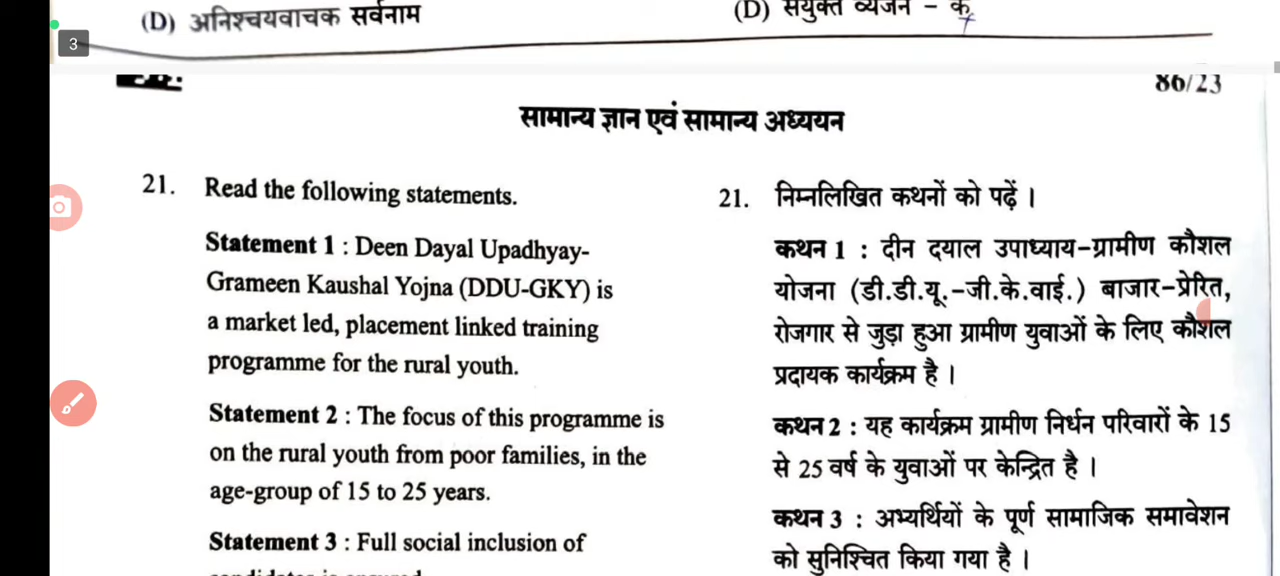 (D) अनिश्चयवाचक सर्वनाम
(D) संयुक्त व्यंजन –
3
86/23
सामान्य ज्ञान एवं सामान्य अध्ययन
21. Read the following statements.
Statement 1 : Deen Dayal Upadhyay-
Grameen Kaushal Yojna (DDU-GKY) is
a market led, placement linked training
programme for the rural youth.
Statement 2 : The focus of this programme is
on the rural youth from poor families, in the
age-group of 15 to 25 years.
Statement 3 : Full social inclusion of
21. निम्नलिखित कथनों को पढ़ें ।
कथन 1 : दीन दयाल उपाध्याय-ग्रामीण कौशल
योजना (डी.डी.यू.-जी.के.वाई.) बाजार-प्रेरित,
रोजगार से जुड़ा हुआ ग्रामीण युवाओं के लिए कौशल
प्रदायक कार्यक्रम है ।
कथन 2 : यह कार्यक्रम ग्रामीण निर्धन परिवारों के 15
से 25 वर्ष के युवाओं पर केन्द्रित है ।
कथन 3 : अभ्यर्थियों के पूर्ण सामाजिक समावेशन
को सुनिश्चित किया गया है ।